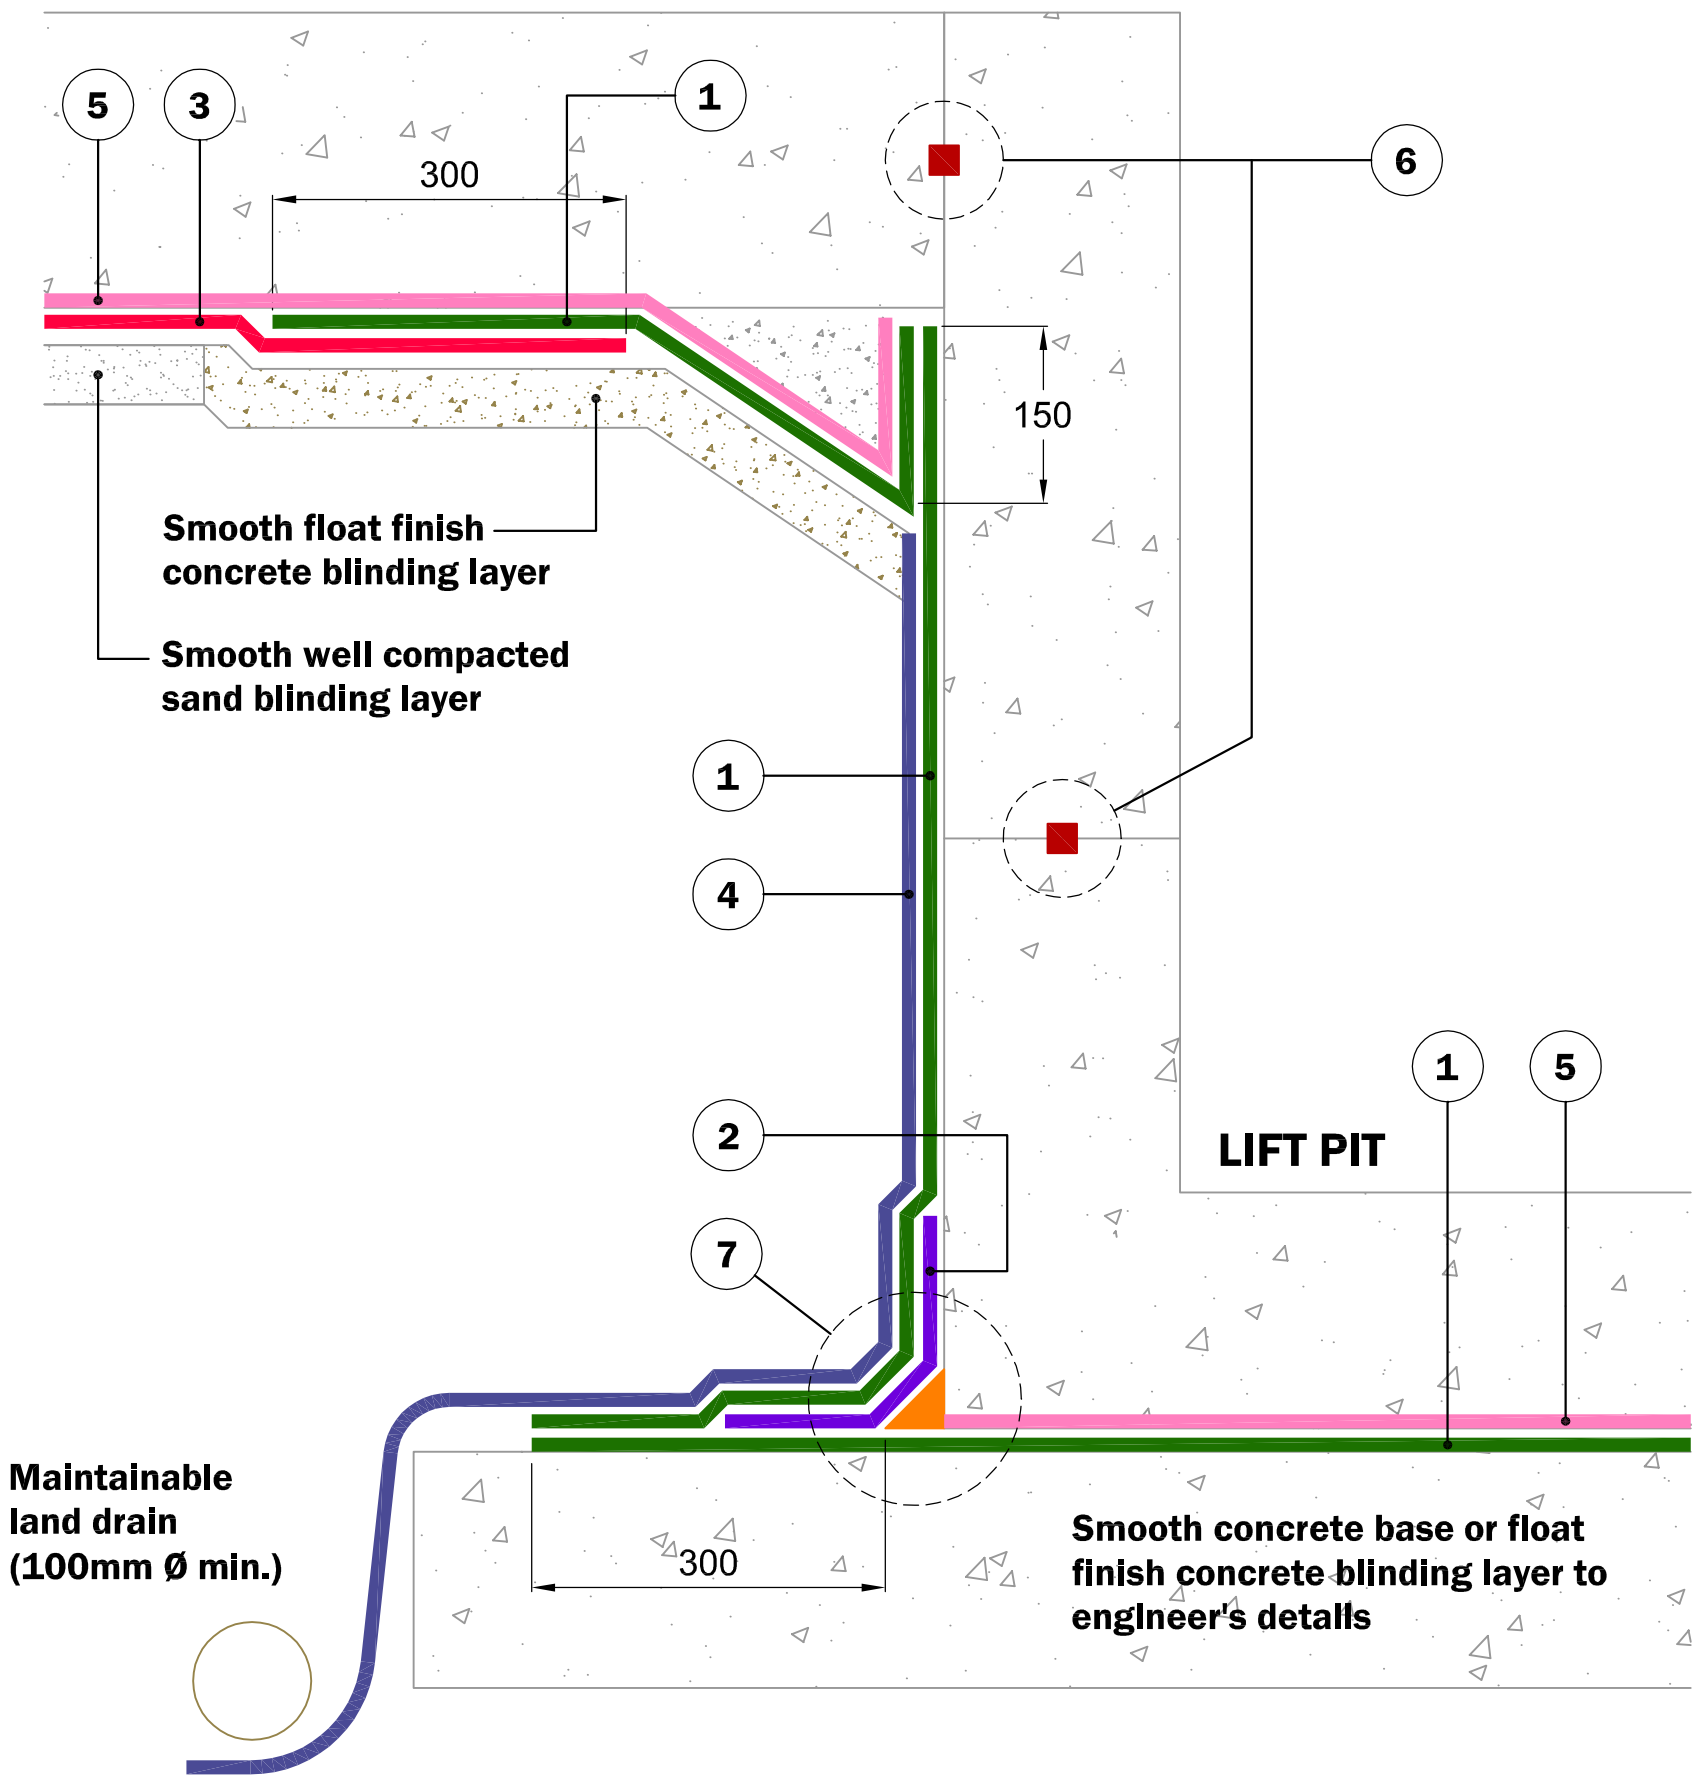 5
3
1
6
300
150
Smooth float finish
concrete blinding layer
Smooth well compacted
sand blinding layer
1
4
2
7
1
5
LIFT PIT
Maintainable
land drain
(100mm Ø min.)
300
Smooth concrete base or float
finish concrete blinding layer to
engIneer's detaIls